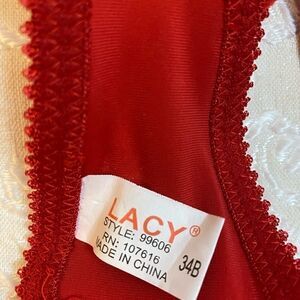 LACY®
STYLE: 99606
RN: 107616
MADE IN CHINA
34B